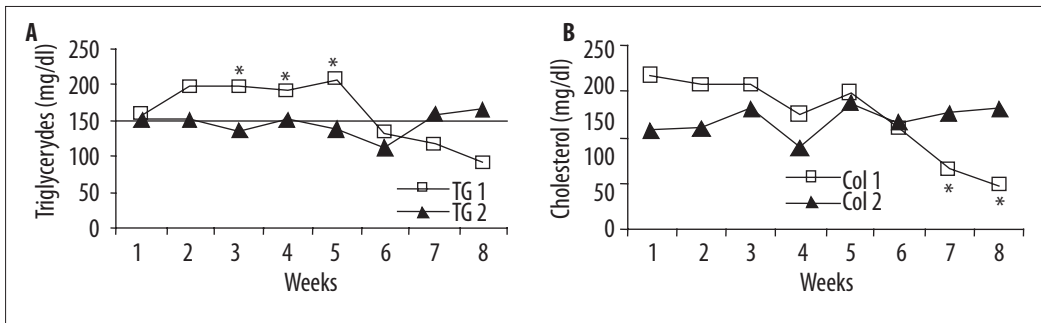 A
Triglycerydes (mg/dl)
250
200
150
100
50
0
* * *
TG 1
TG 2
1 2 3 4 5 6 7 8
Weeks
B
Cholesterol (mg/dl)
250
200
150
100
50
0
Col 1
Col 2
* *
1 2 3 4 5 6 7 8
Weeks